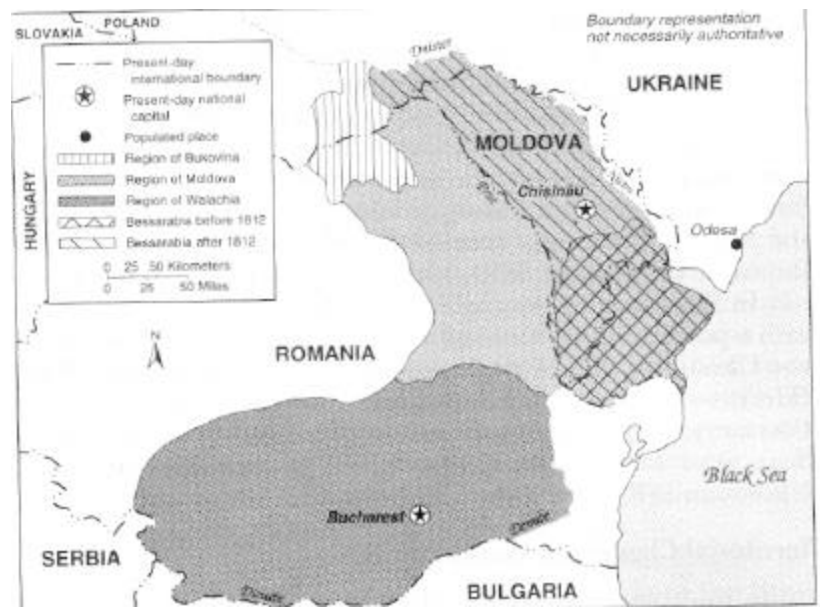 POLAND
SLOVAKIA
Boundary representation
not necessarily authoritative
Present-day
international boundary
Present-day national
capital
Populated place
Region of Bukovina
Region of Moldova
Region of Walachia
Bessarabia before 1812
Bessarabia after 1812
0 25 50 Kilometers
0 25 50 Miles
N
HUNGARY
UKRAINE
MOLDOVA
Chisinau
Odesa
ROMANIA
Black Sea
Bucharest
SERBIA
BULGARIA